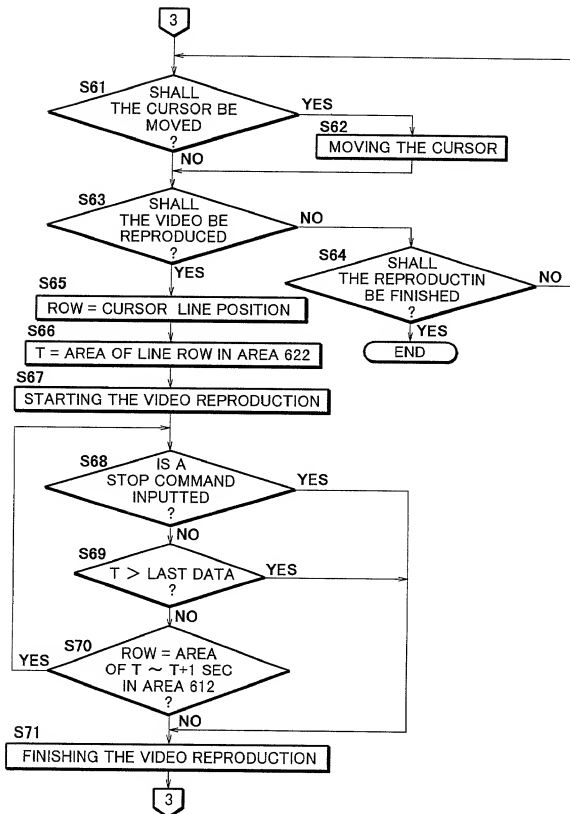 3
S61
SHALL
THE CURSOR BE
MOVED
?
YES
NO
S62
MOVING THE CURSOR
S63
SHALL
THE VIDEO BE
REPRODUCED
?
NO
YES
S64
SHALL
THE REPRODUCTIN
BE FINISHED
?
NO
YES
END
S65
ROW = CURSOR LINE POSITION
S66
T = AREA OF LINE ROW IN AREA 622
S67
STARTING THE VIDEO REPRODUCTION
S68
IS A
STOP COMMAND
INPUTTED
?
YES
NO
S69
T > LAST DATA
?
YES
NO
S70
ROW = AREA
OF T ~ T+1 SEC
IN AREA 612
?
YES
NO
S71
FINISHING THE VIDEO REPRODUCTION
3